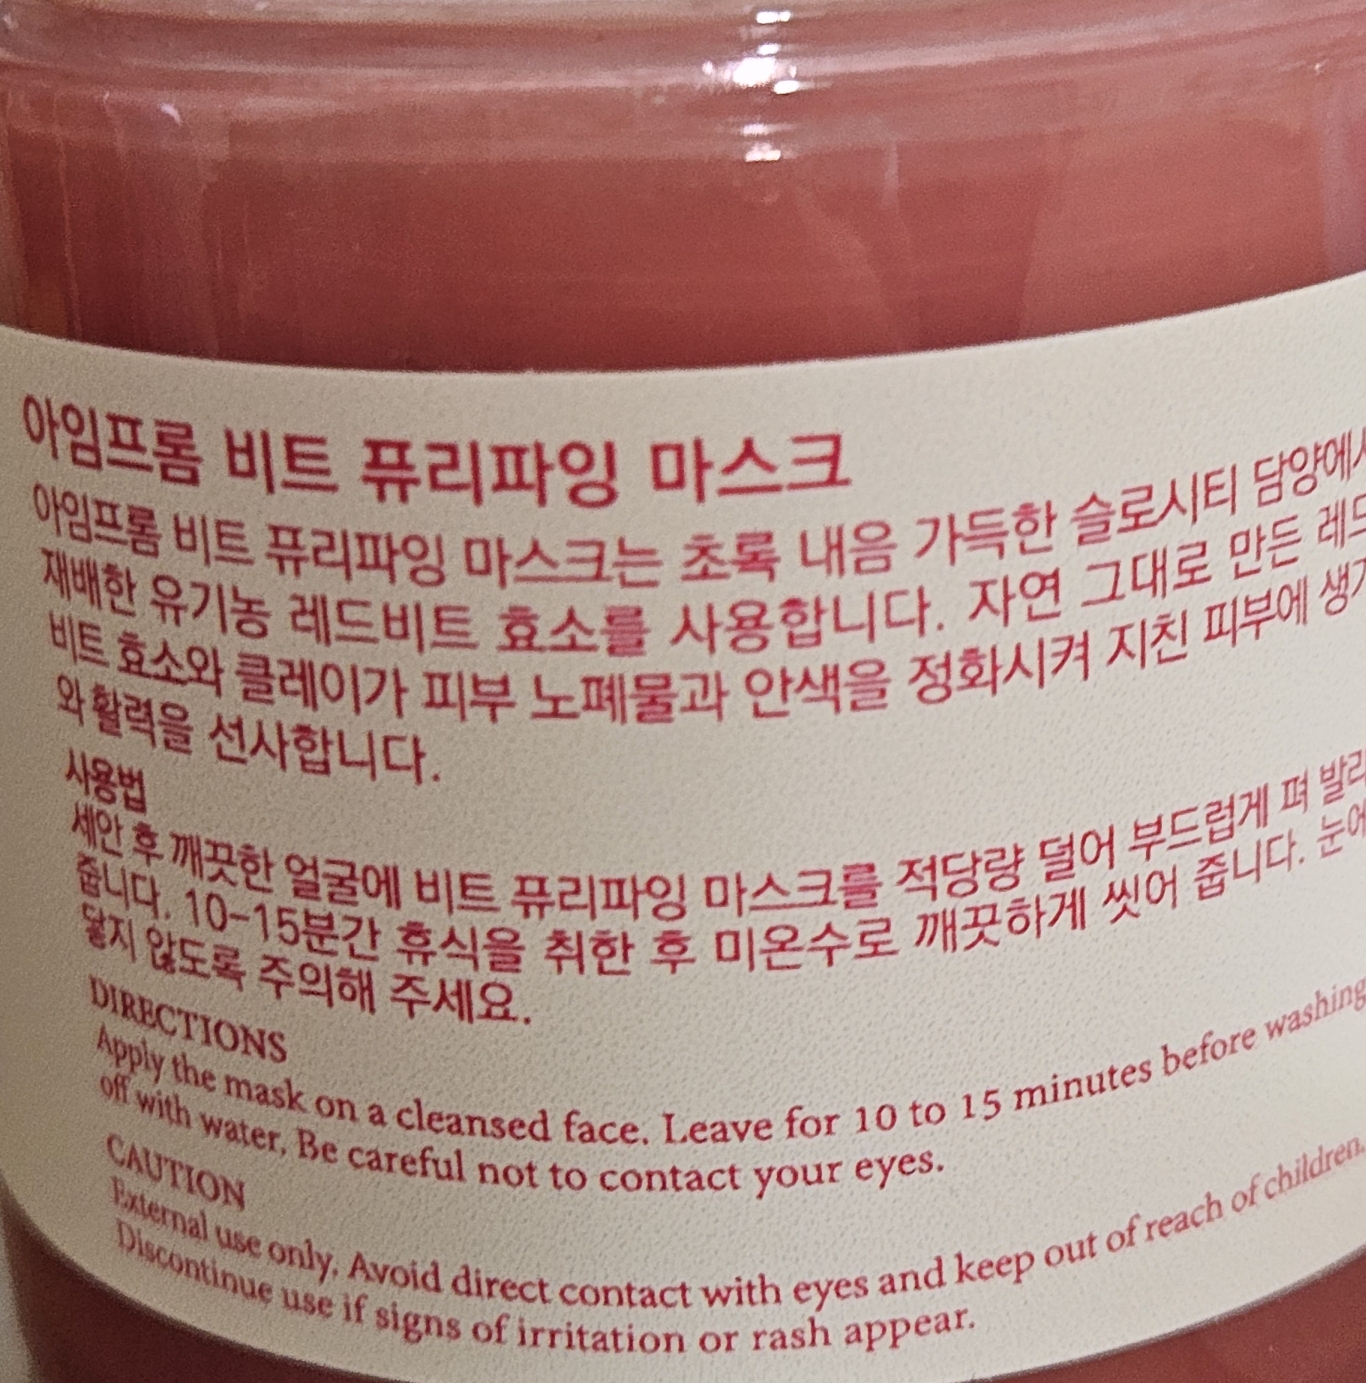 아임프롬 비트 퓨리파잉 마스크
아임프롬 비트 퓨리파잉 마스크는 초록 내음 가득한 슬로시티 담양에서
재배한 유기농 레드비트 효소를 사용합니다. 자연 그대로 만든 레드
비트 효소와 클레이가 피부 노폐물과 안색을 정화시켜 지친 피부에 생기
와 활력을 선사합니다.
사용법
세안 후 깨끗한 얼굴에 비트 퓨리파잉 마스크를 적당량 덜어 부드럽게 펴 발라
줍니다. 10-15분간 휴식을 취한 후 미온수로 깨끗하게 씻어 줍니다. 눈에
닿지 않도록 주의해 주세요.
DIRECTIONS
Apply the mask on a cleansed face. Leave for 10 to 15 minutes before washing
off with water, Be careful not to contact your eyes.
CAUTION
External use only. Avoid direct contact with eyes and keep out of reach of children.
Discontinue use if signs of irritation or rash appear.